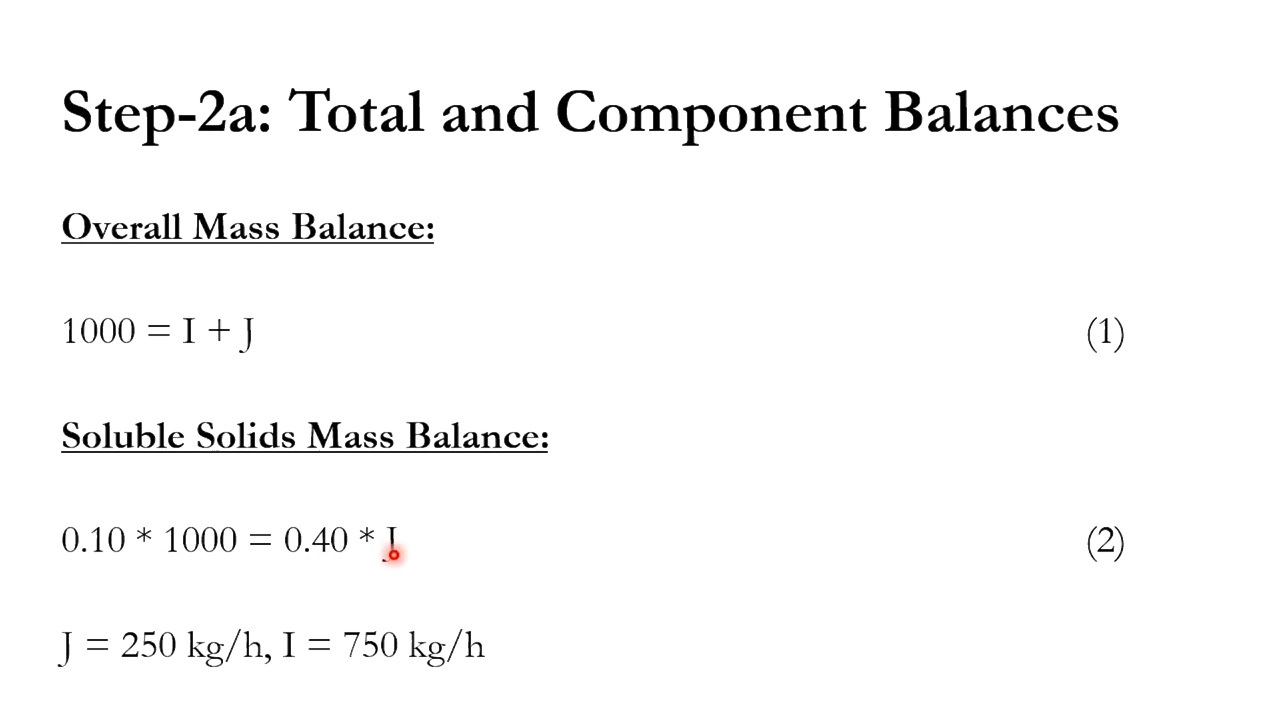 Step-2a: Total and Component Balances
Overall Mass Balance:
1000 = I + J (1)
Soluble Solids Mass Balance:
0.10 * 1000 = 0.40 * J (2)
J = 250 kg/h, I = 750 kg/h